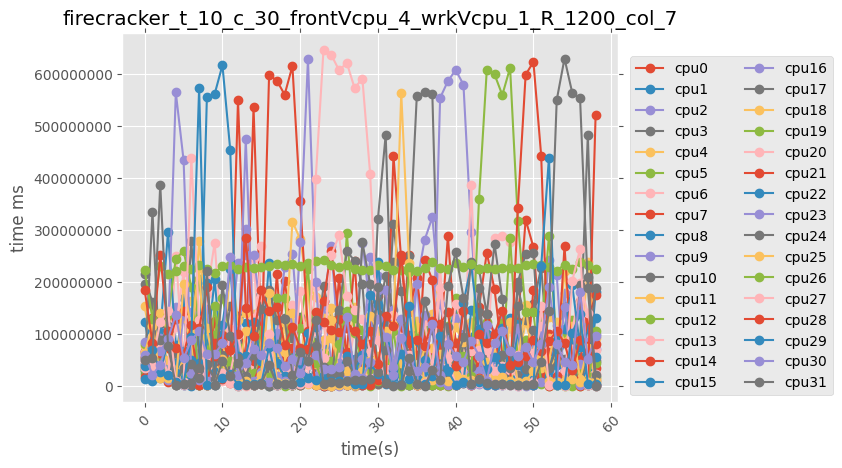 firecracker_t_10_c_30_frontVcpu_4_wrkVcpu_1_R_1200_col_7
600000000
500000000
400000000
300000000
200000000
100000000
0
time ms
0
10
20
30
40
50
60
time(s)
cpu0
cpu1
cpu2
cpu3
cpu4
cpu5
cpu6
cpu7
cpu8
cpu9
cpu10
cpu11
cpu12
cpu13
cpu14
cpu15
cpu16
cpu17
cpu18
cpu19
cpu20
cpu21
cpu22
cpu23
cpu24
cpu25
cpu26
cpu27
cpu28
cpu29
cpu30
cpu31